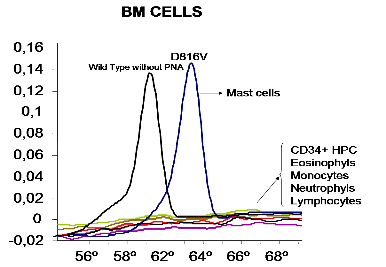 BM CELLS
0,16
0,14
0,12
0,1
0,08
0,06
0,04
0,02
0
-0,02
D816V
Wild Type without PNA
Mast cells
CD34+ HPC
Eosinophyls
Monocytes
Neutrophyls
Lymphocytes
56º 58º 62º 64º 66º 68º